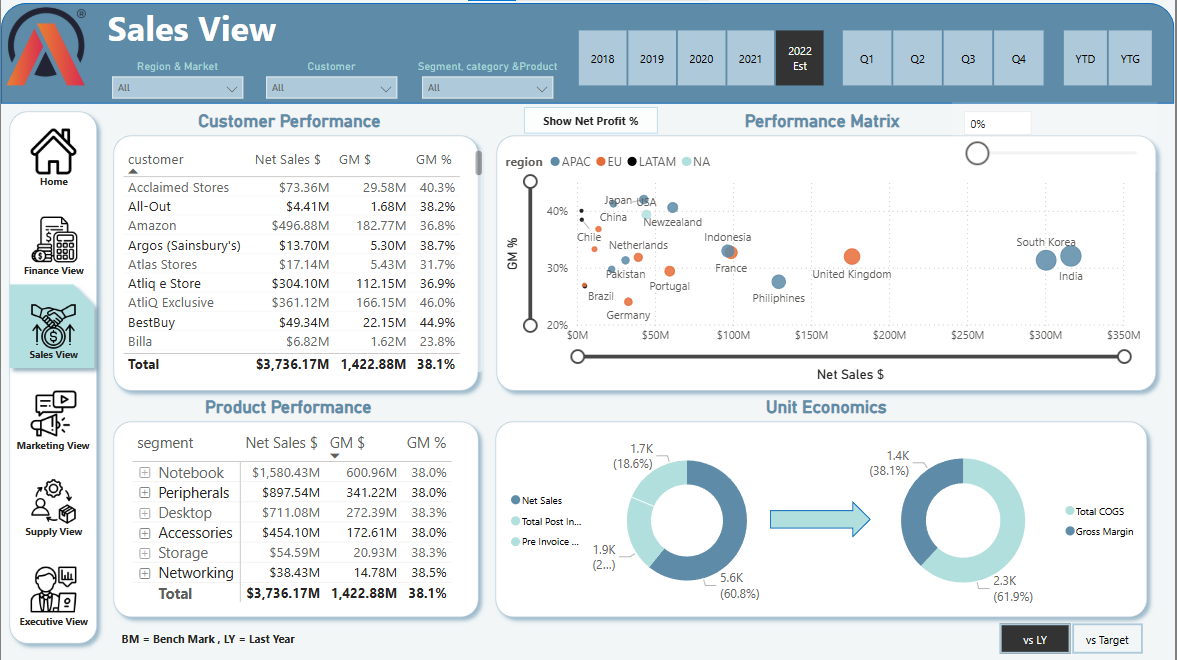 ®
Sales View
Region & Market
All
Customer
All
Segment, category &Product
All
2018
2019
2020
2021
2022
Est
Q1
Q2
Q3
Q4
YTD
YTG
Home
Finance View
Sales View
Marketing View
Supply View
Executive View
Customer Performance
customer Net Sales $ GM $ GM %
Acclaimed Stores $73.36M 29.58M 40.3%
All-Out $4.41M 1.68M 38.2%
Amazon $496.88M 182.77M 36.8%
Argos (Sainsbury's) $13.70M 5.30M 38.7%
Atlas Stores $17.14M 5.43M 31.7%
Atliq e Store $304.10M 112.15M 36.9%
AtliQ Exclusive $361.12M 166.15M 46.0%
BestBuy $49.34M 22.15M 44.9%
Billa $6.82M 1.62M 23.8%
Total $3,736.17M 1,422.88M 38.1%
Show Net Profit %
Performance Matrix
0%
region APAC EU LATAM NA
GM %
40%
30%
20%
Japan
USA
China
Newzealand
Chile
Netherlands
Indonesia
France
Pakistan
Portugal
Brazil
Germany
Philiphines
United Kingdom
South Korea
India
$0M $50M $100M $150M $200M $250M $300M $350M
Net Sales $
Product Performance
segment Net Sales $ GM $ GM %
Notebook $1,580.43M 600.96M 38.0%
Peripherals $897.54M 341.22M 38.0%
Desktop $711.08M 272.39M 38.3%
Accessories $454.10M 172.61M 38.0%
Storage $54.59M 20.93M 38.3%
Networking $38.43M 14.78M 38.5%
Total $3,736.17M 1,422.88M 38.1%
Unit Economics
Net Sales
Total Post In...
Pre Invoice ...
1.7K
(18.6%)
1.9K
(2...)
5.6K
(60.8%)
1.4K
(38.1%)
2.3K
(61.9%)
Total COGS
Gross Margin
BM = Bench Mark , LY = Last Year
vs LY
vs Target